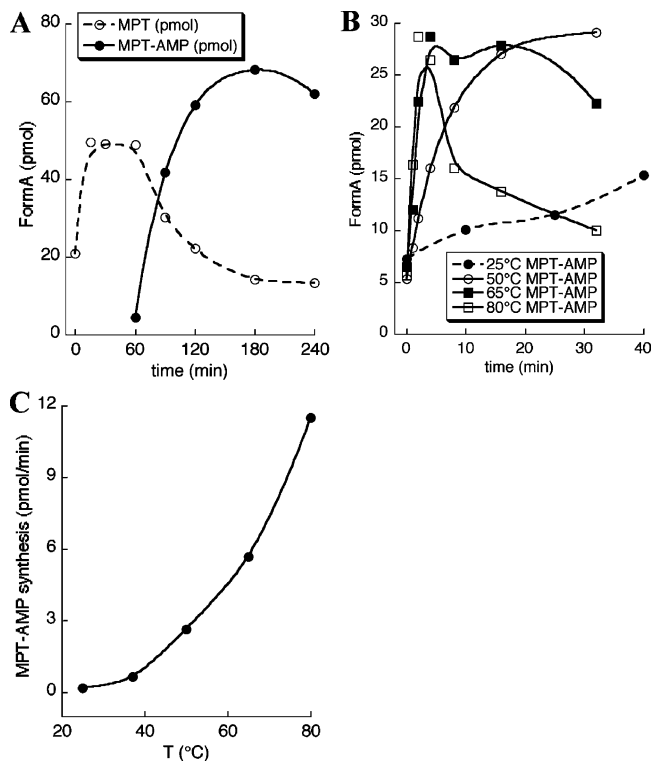 A
MPT (pmol)
MPT-AMP (pmol)
80
60
40
20
0
FormA (pmol)
0 60 120 180 240
time (min)
B
30
25
20
15
10
5
0
FormA (pmol)
25°C MPT-AMP
50°C MPT-AMP
65°C MPT-AMP
80°C MPT-AMP
0 10 20 30 40
time (min)
C
12
9
6
3
0
MPT-AMP synthesis (pmol/min)
20 40 60 80
T (°C)